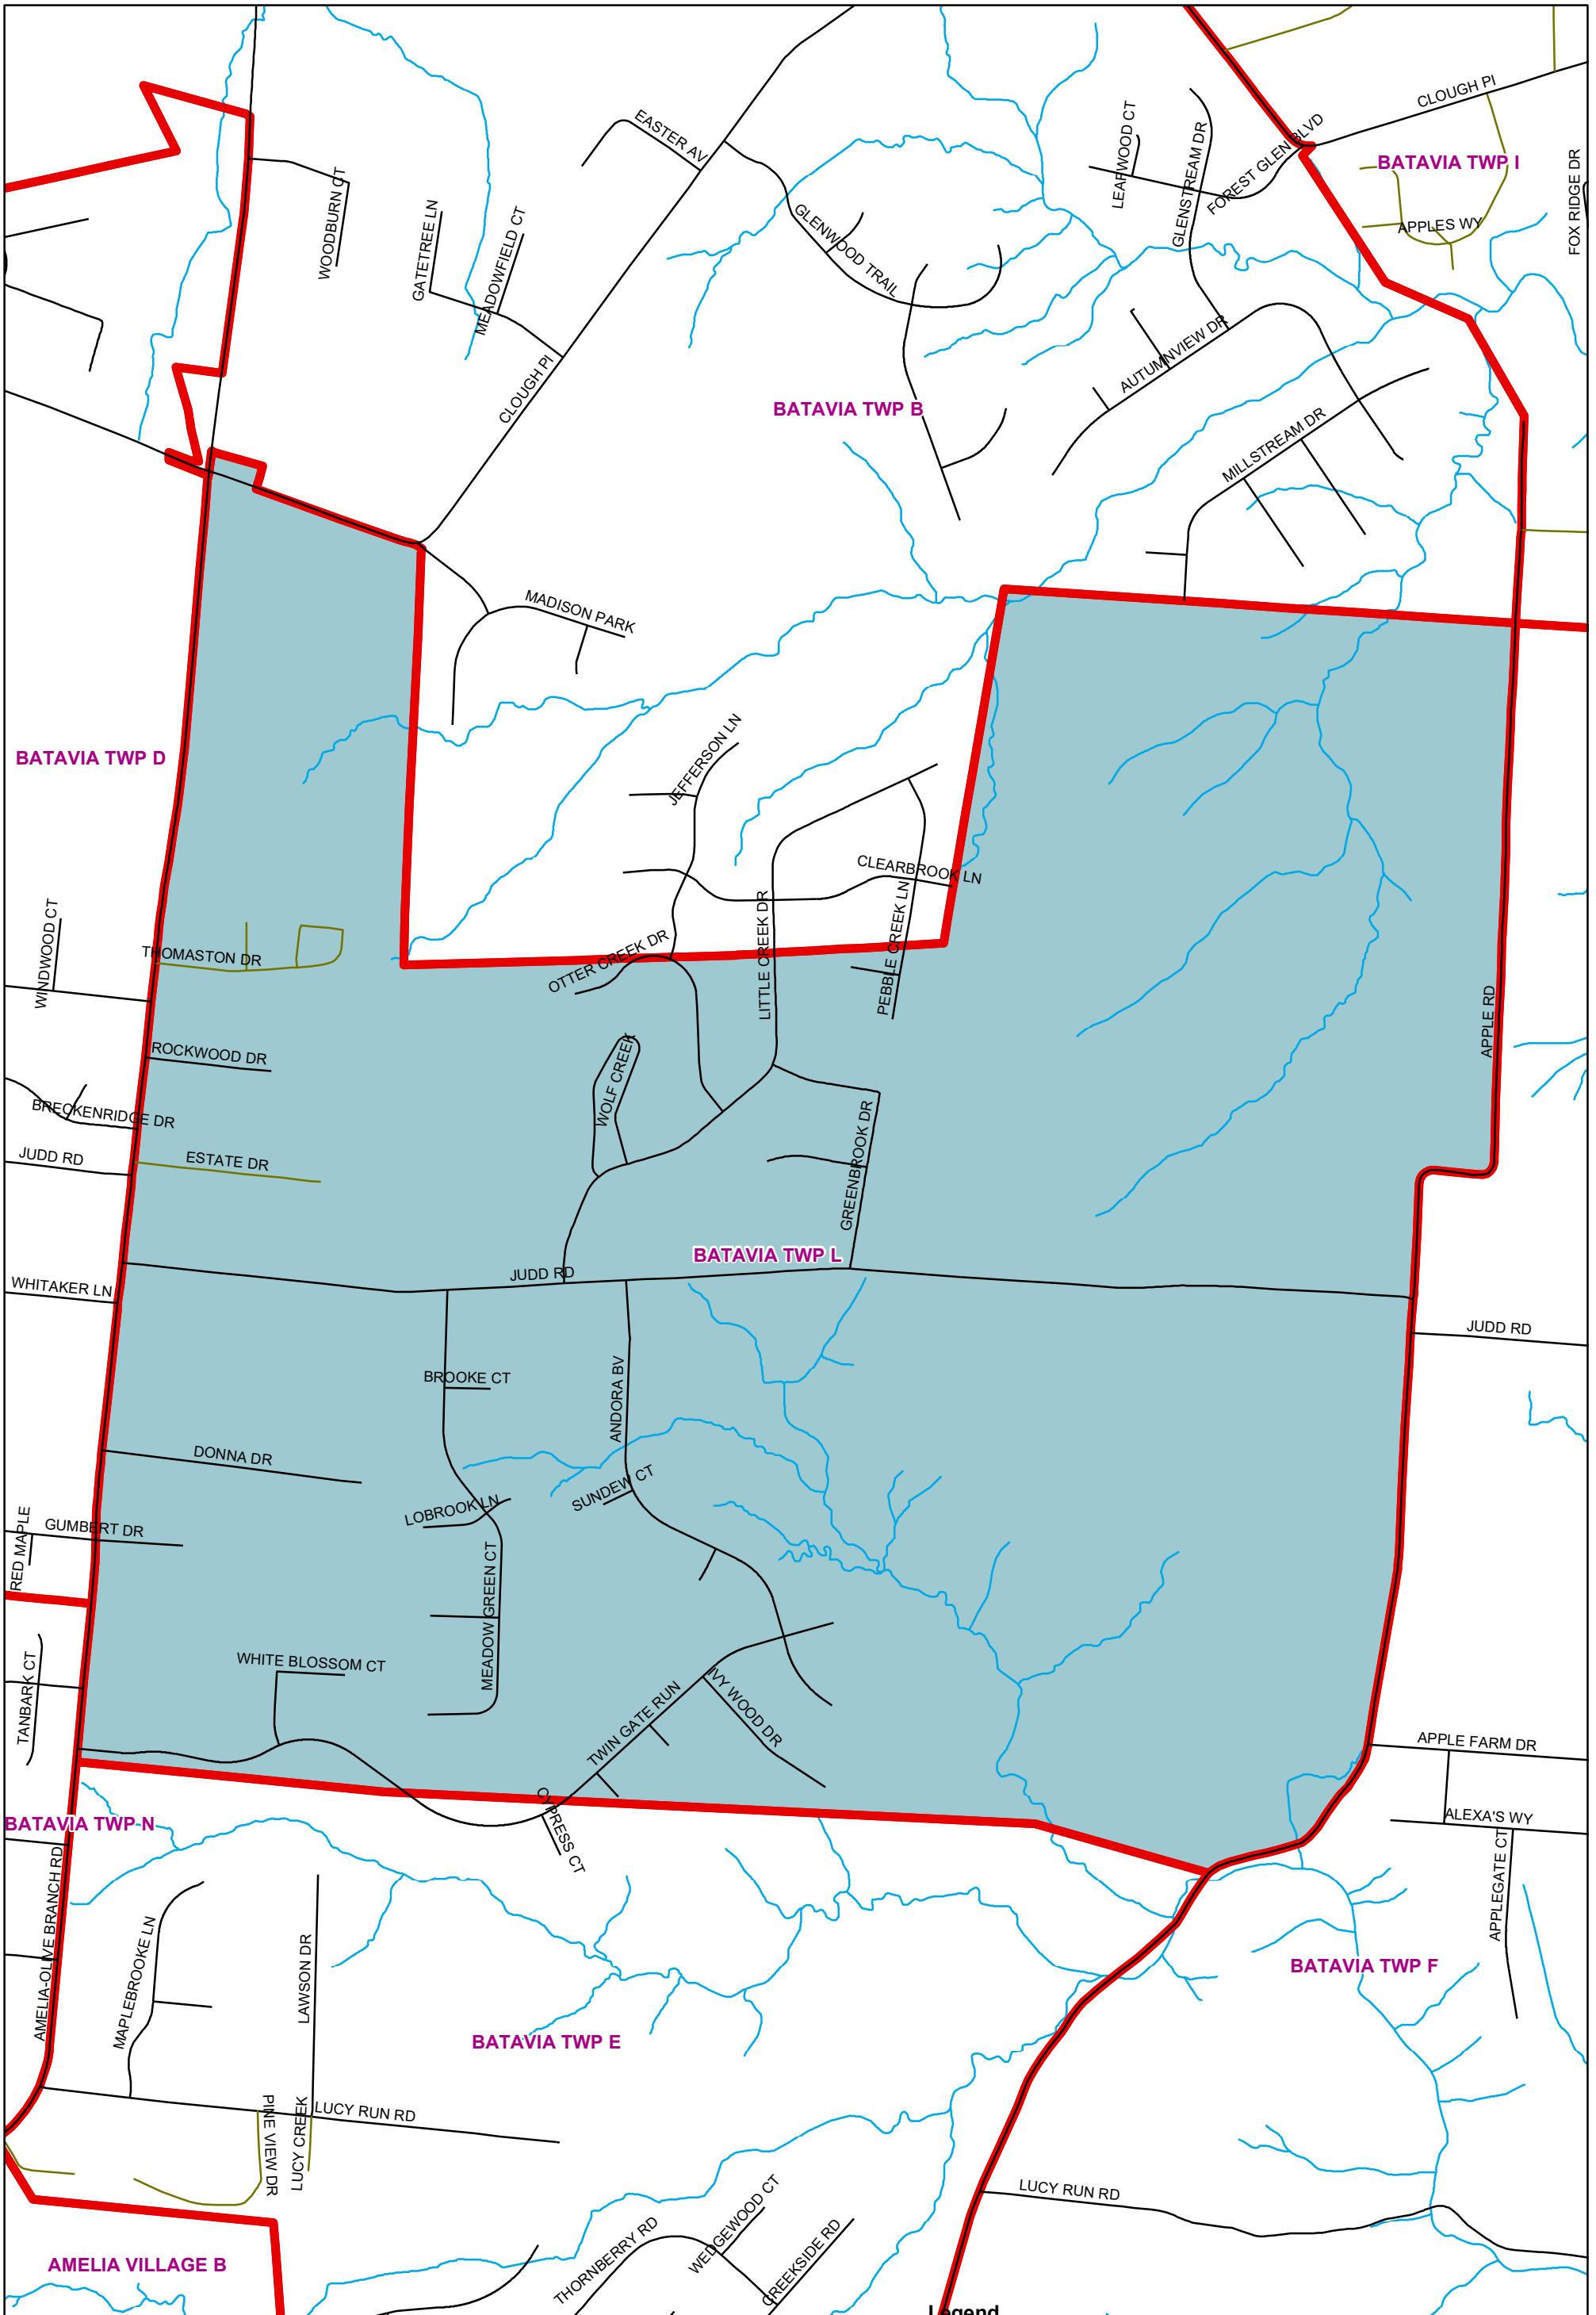 CLOUGH PI
EASTER AV
LEAFWOOD CT
GLENSTREAM DR
FOREST GLEN BLVD
BATAVIA TWP I
FOX RIDGE DR
APPLES WY
WOODBURN CT
GATETREE LN
MEADOWFIELD CT
GLENWOOD TRAIL
CLOUGH PI
AUTUMNVIEW DR
BATAVIA TWP B
MILLSTREAM DR
MADISON PARK
BATAVIA TWP D
JEFFERSON LN
CLEARBROOK LN
WINDWOOD CT
THOMASTON DR
OTTER CREEK DR
LITTLE CREEK DR
PEBBLE CREEK LN
APPLE RD
ROCKWOOD DR
WOLF CREEK
BRECKENRIDGE DR
JUDD RD
ESTATE DR
GREENBROOK DR
BATAVIA TWP L
JUDD RD
WHITAKER LN
JUDD RD
BROOKE CT
ANDORA BV
DONNA DR
SUNDEW CT
LOBROOK LN
RED MAPLE
GUMBERT DR
MEADOW GREEN CT
WHITE BLOSSOM CT
TANBARK CT
TWIN GATE RUN
IVY WOOD DR
APPLE FARM DR
CYPRESS CT
ALEXA'S WY
BATAVIA TWP N
APPLEGATE CT
AMELIA-OLIVE BRANCH RD
MAPLEBROOKE LN
LAWSON DR
BATAVIA TWP F
BATAVIA TWP E
LUCY RUN RD
PINE VIEW DR
LUCY CREEK
LUCY RUN RD
WEDGEWOOD CT
THORNBERRY RD
CREEKSIDE RD
AMELIA VILLAGE B
Legend